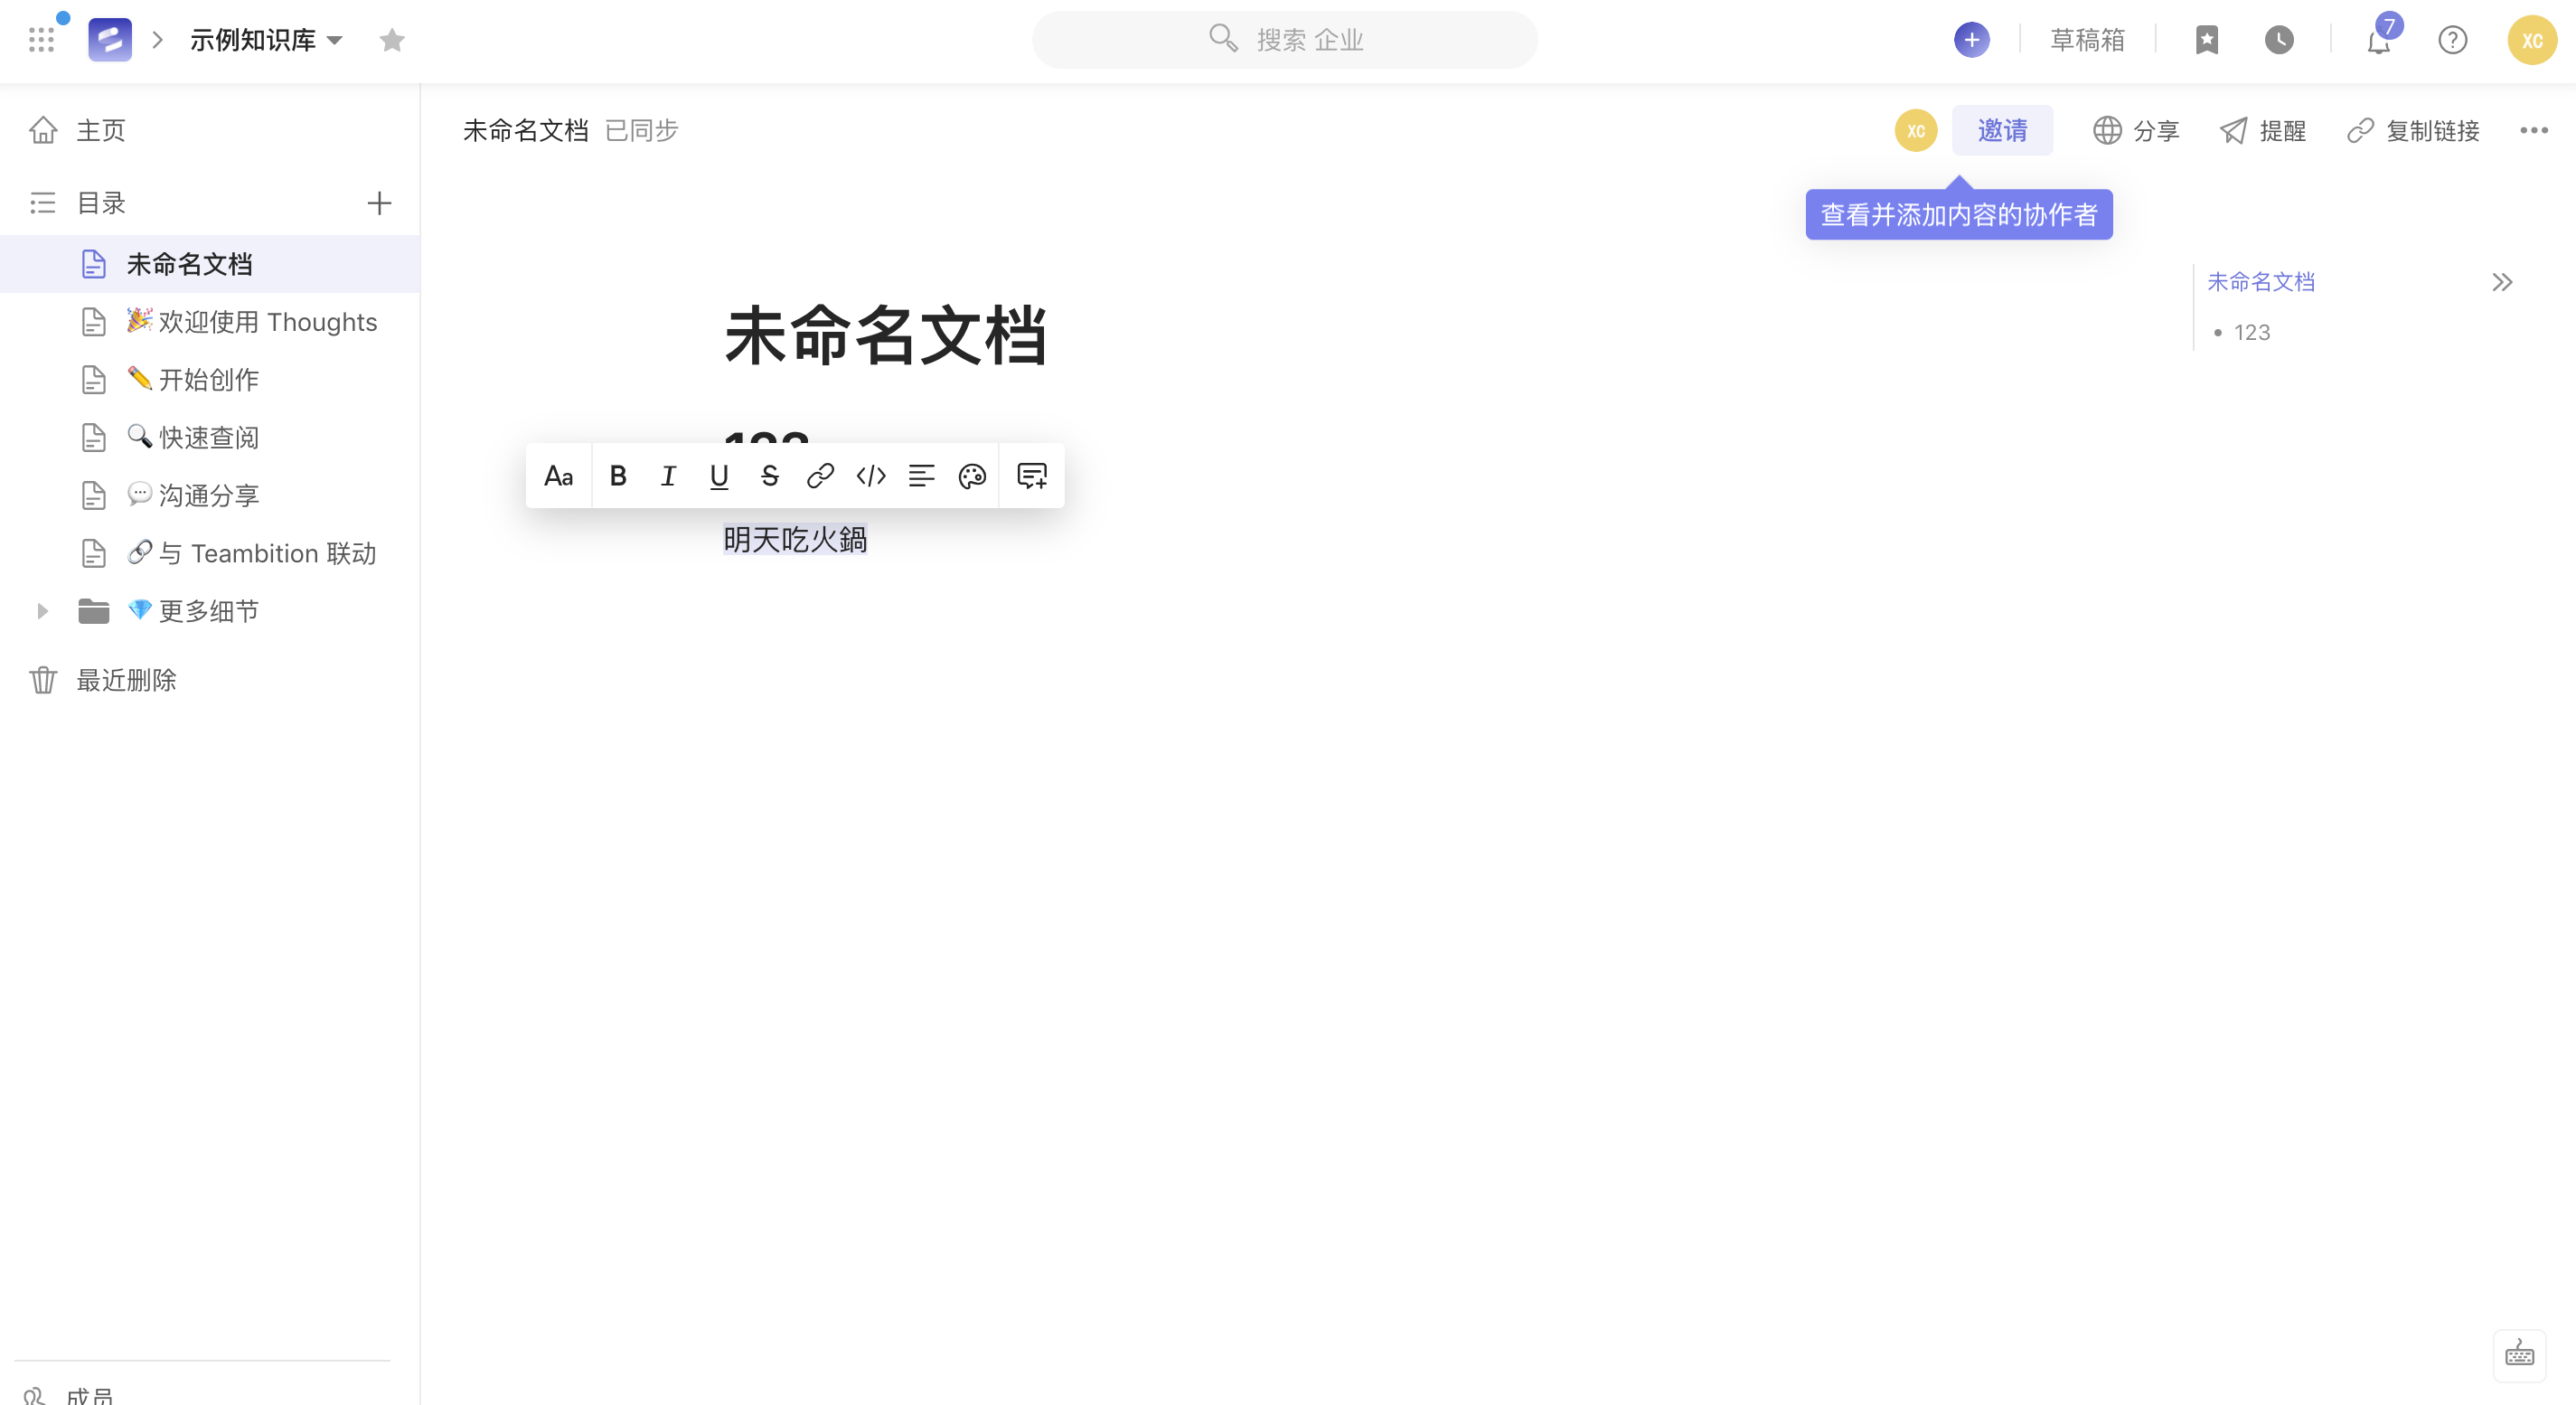 示例知识库
搜索 企业
草稿箱
7
XC
主页
目录
未命名文档
🎉欢迎使用 Thoughts
✏️开始创作
🔍快速查阅
💬沟通分享
🔗与 Teambition 联动
💎更多细节
最近删除
成员
未命名文档 已同步
XC
邀请
分享
提醒
复制链接
查看并添加内容的协作者
未命名文档
123
Aa B I U S
明天吃火鍋
未命名文档
123